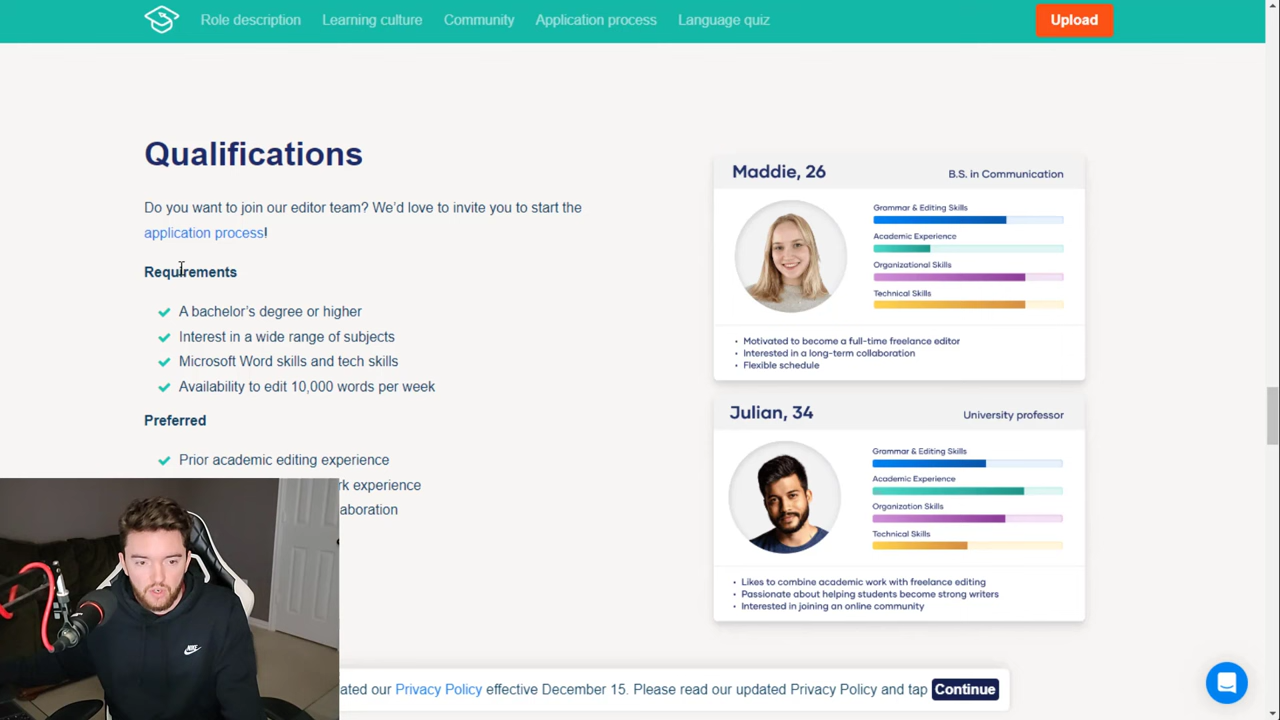 Role description
Learning culture
Community
Application process
Language quiz
Upload
Qualifications
Do you want to join our editor team? We'd love to invite you to start the
application process!
Requirements
A bachelor's degree or higher
Interest in a wide range of subjects
Microsoft Word skills and tech skills
Availability to edit 10,000 words per week
Preferred
Prior academic editing experience
experience
Maddie, 26
B.S. in Communication
Grammar & Editing Skills
Academic Experience
Organizational Skills
Technical Skills
• Motivated to become a full-time freelance editor
• Interested in a long-term collaboration
• Flexible schedule
Julian, 34
University professor
Grammar & Editing Skills
Academic Experience
Organization Skills
Technical Skills
• Likes to combine academic work with freelance editing
• Passionate about helping students become strong writers
• Interested in joining an online community
our Privacy Policy effective December 15. Please read our updated Privacy Policy and tap
Continue